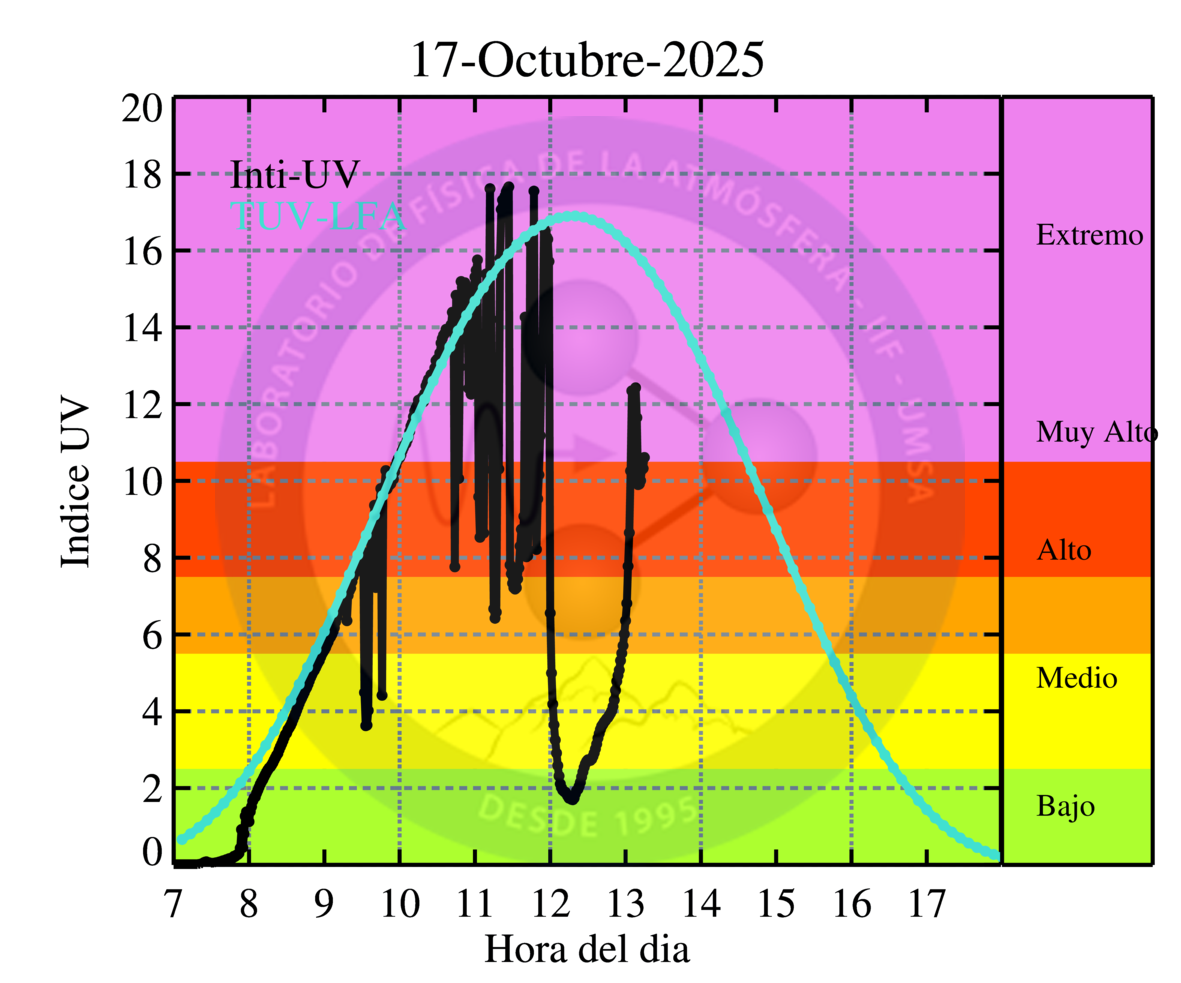 17-Octubre-2025
Indice UV
20
18
16
14
12
10
8
6
4
2
0
Inti-UV
TUV-LFA
LABORATORIO DE FÍSICA DE LA ATMÓSFERA - IIF - UMSA
DESDE 1995
Extremo
Muy Alto
Alto
Medio
Bajo
7 8 9 10 11 12 13 14 15 16 17
Hora del dia